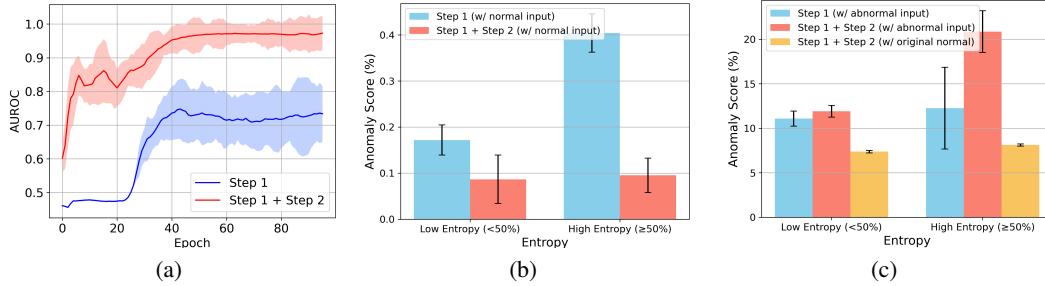 1.0
0.9
0.8
0.7
0.6
0.5
AUROC
0 20 40 60 80
Epoch
Step 1
Step 1 + Step 2
(a)
0.4
0.3
0.2
0.1
0.0
Anomaly Score (%)
Step 1 (w/ normal input)
Step 1 + Step 2 (w/ normal input)
Low Entropy (<50%) High Entropy (≥50%)
Entropy
(b)
20
15
10
5
0
Anomaly Score (%)
Step 1 (w/ abnormal input)
Step 1 + Step 2 (w/ abnormal input)
Step 1 + Step 2 (w/ original normal)
Low Entropy (<50%) High Entropy (≥50%)
Entropy
(c)